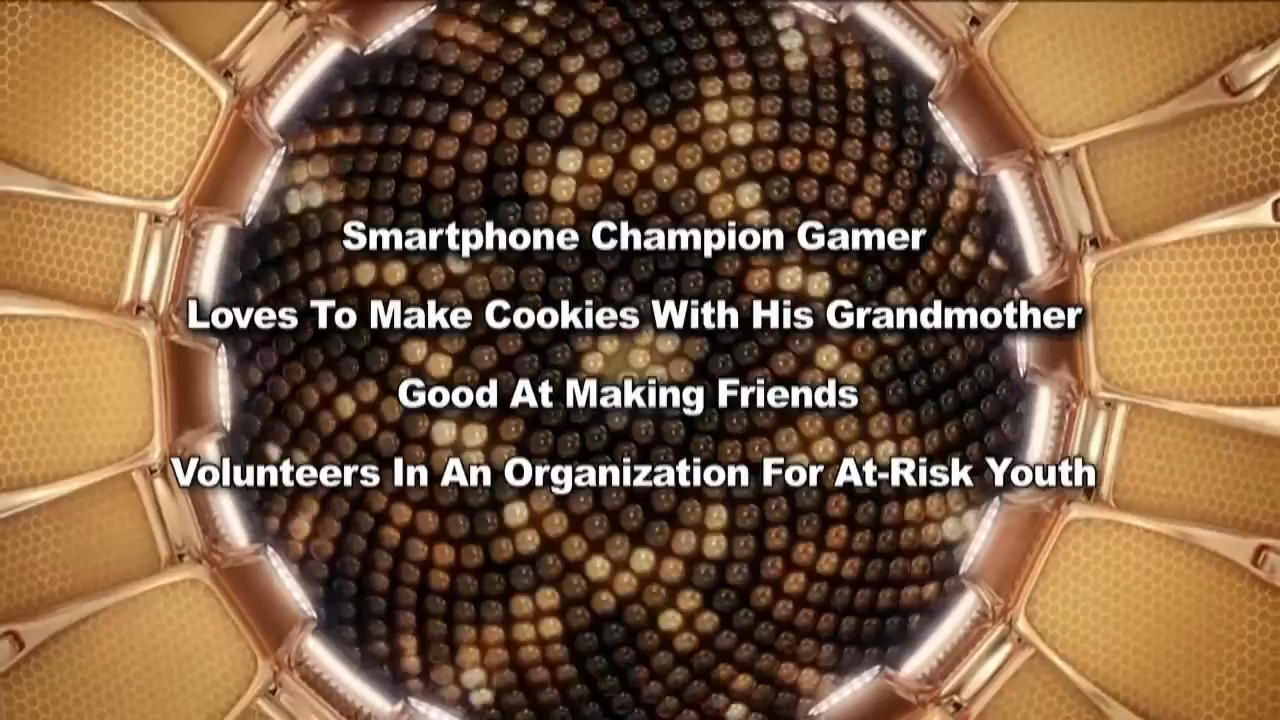 Smartphone Champion Gamer
Loves To Make Cookies With His Grandmother
Good At Making Friends
Volunteers In An Organization For At-Risk Youth